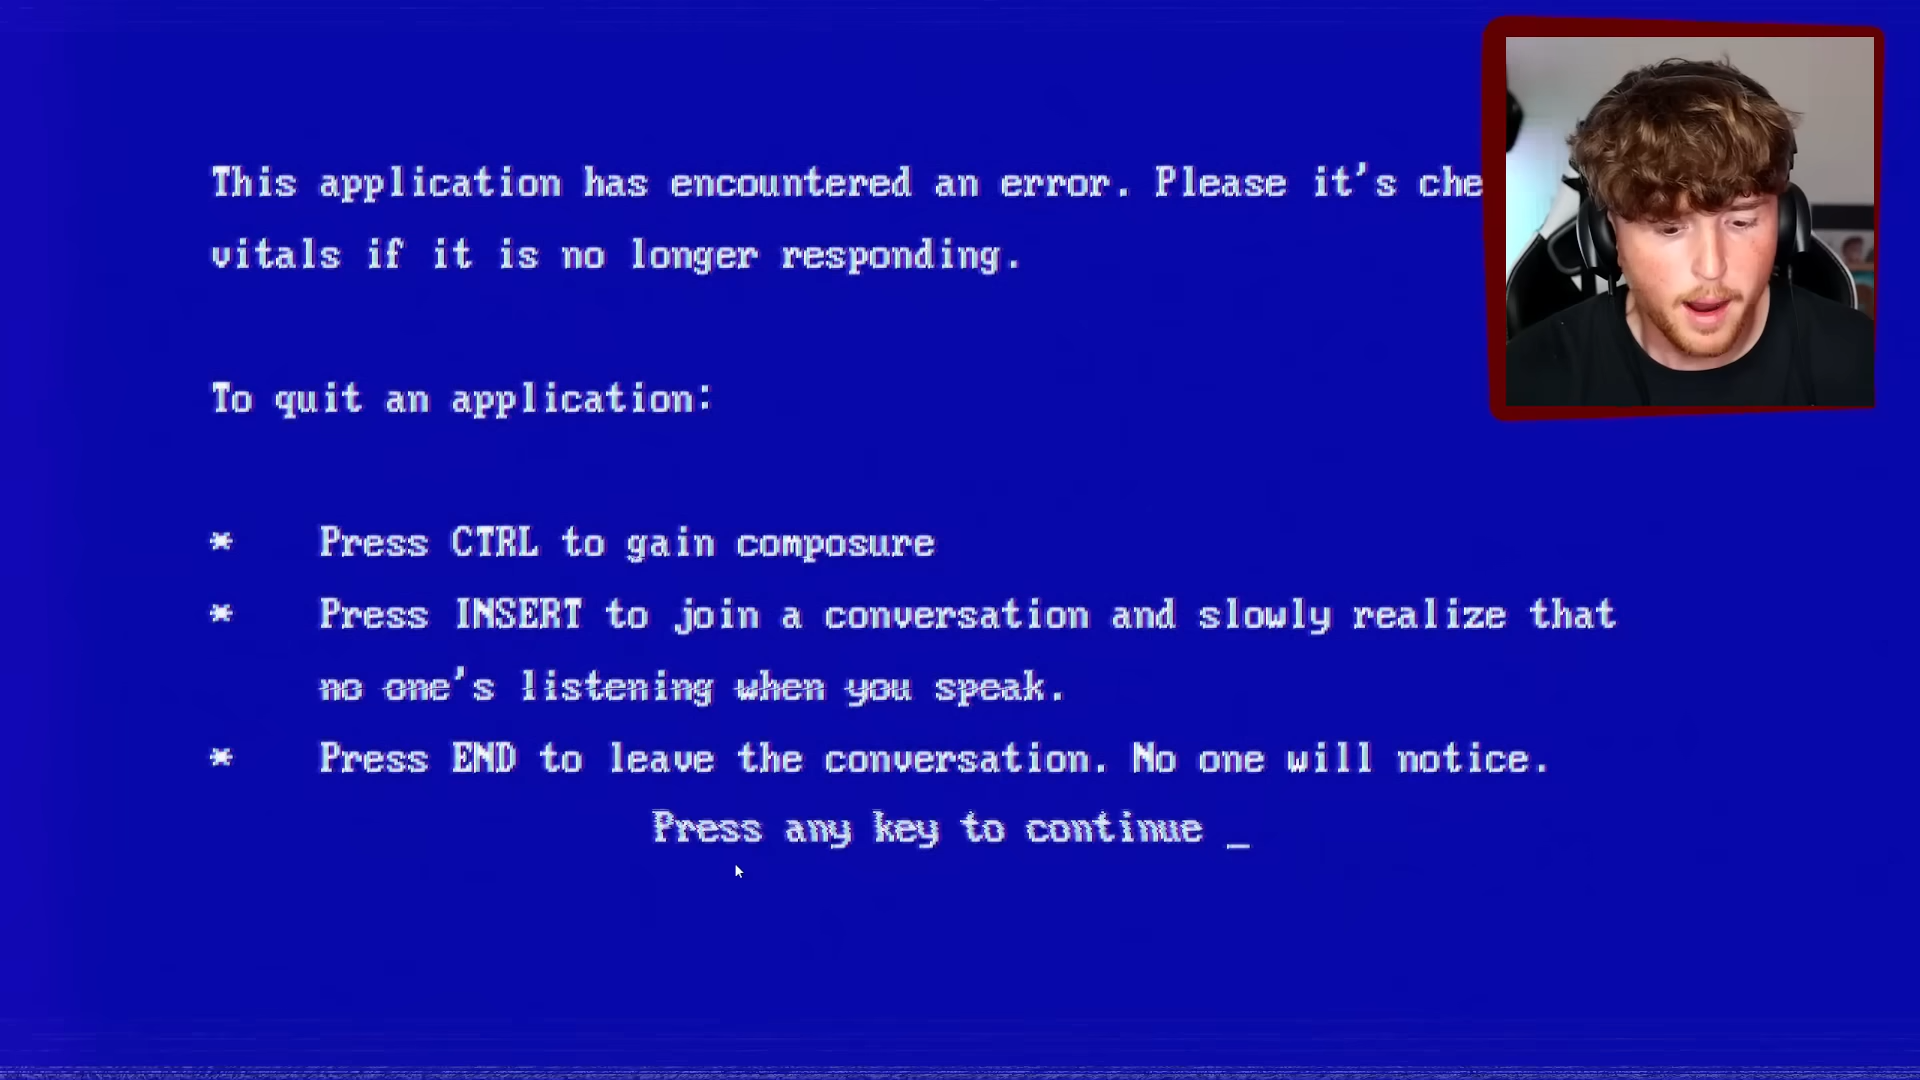 This application has encountered an error. Please it's
vitals if it is no longer responding.
To quit an application:
* Press CTRL to gain composure
* Press INSERT to join a conversation and slowly realize that
no one's listening when you speak.
* Press END to leave the conversation. No one will notice.
Press any key to continue _